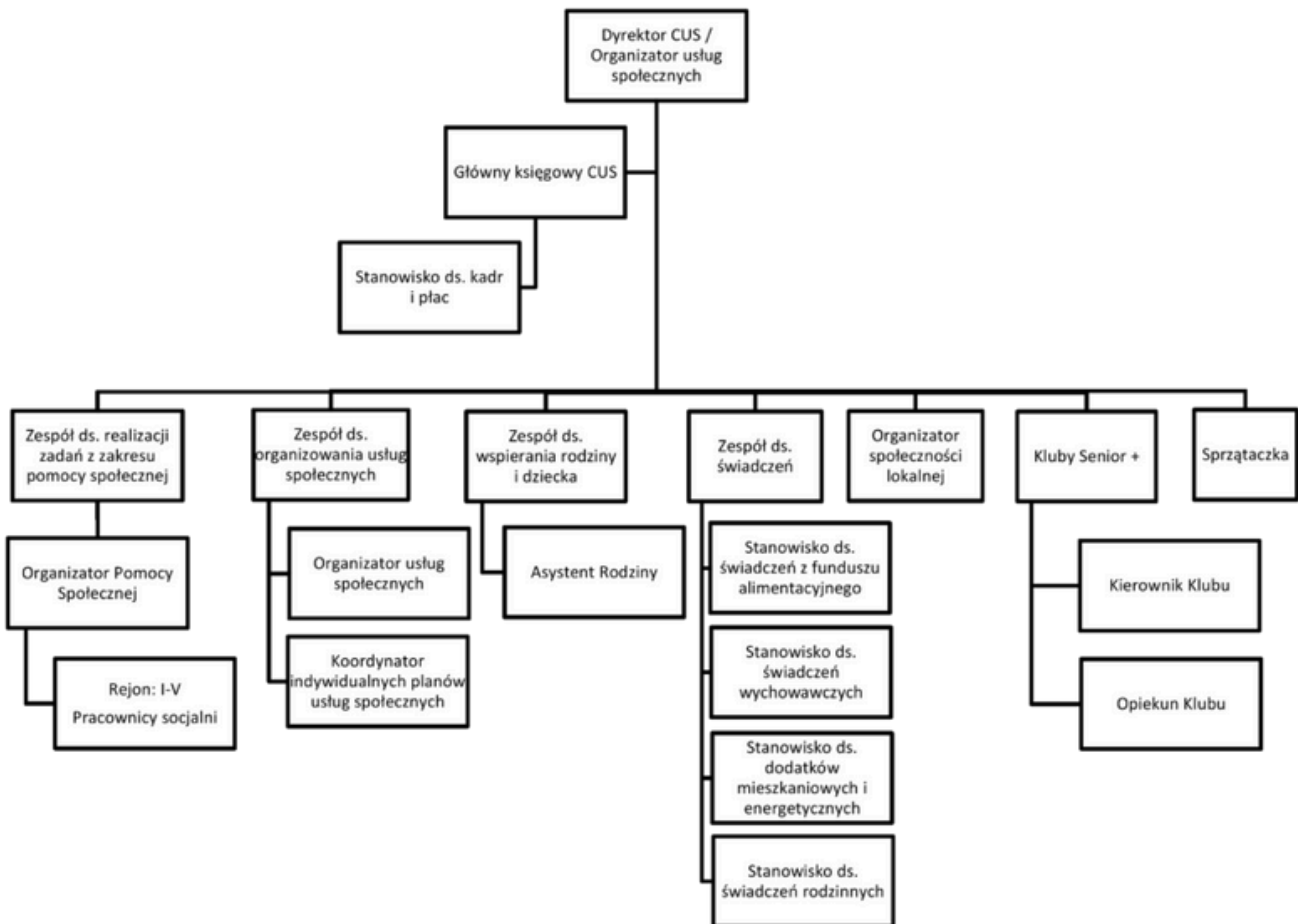 Dyrektor CUS /
Organizator usług
społecznych
Główny księgowy CUS
Stanowisko ds. kadr
i płac
Zespół ds. realizacji
zadań z zakresu
pomocy społecznej
Zespół ds.
organizowania usług
społecznych
Zespół ds.
wspierania rodziny
i dziecka
Zespół ds.
świadczeń
Organizator
społeczności
lokalnej
Kluby Senior +
Sprzątaczka
Organizator Pomocy
Społecznej
Rejon: I-V
Pracownicy socjalni
Organizator usług
społecznych
Koordynator
indywidualnych planów
usług społecznych
Asystent Rodziny
Stanowisko ds.
świadczeń z funduszu
alimentacyjnego
Stanowisko ds.
świadczeń
wychowawczych
Stanowisko ds.
dodatków
mieszkaniowych i
energetycznych
Stanowisko ds.
świadczeń rodzinnych
Kierownik Klubu
Opiekun Klubu